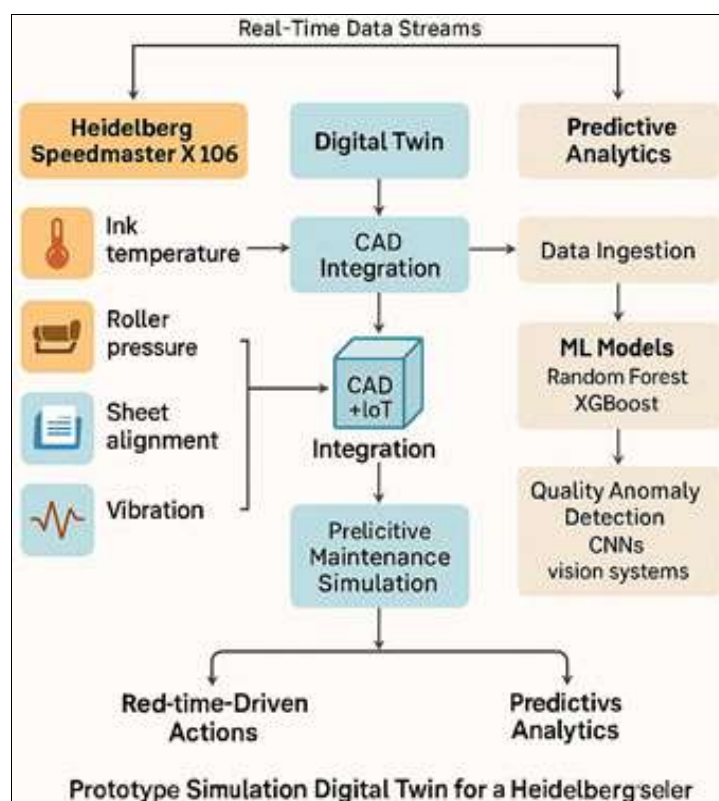 Real-Time Data Streams
Heidelberg
Speedmaster X 106
Digital Twin
Predictive
Analytics
Ink
temperature
CAD
Integration
Data Ingestion
Roller
pressure
CAD
+IoT
Integration
ML Models
Random Forest
XGBoost
Sheet
alignment
Vibration
Prelicitive
Maintenance
Simulation
Quality Anomaly
Detection
CNNs
vision systems
Red-time-Driven
Actions
Predictivs
Analytics
Prototype Simulation Digital Twin for a Heidelberg'seler